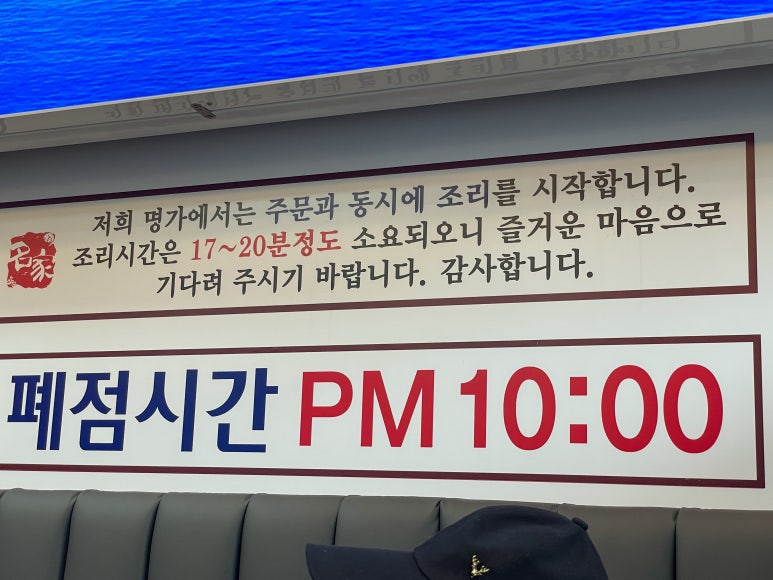 저희 명가에서는 주문과 동시에 조리를 시작합니다.
조리시간은 17~20분정도 소요되오니 즐거운 마음으로
기다려 주시기 바랍니다. 감사합니다.
名家
폐점시간 PM 10:00